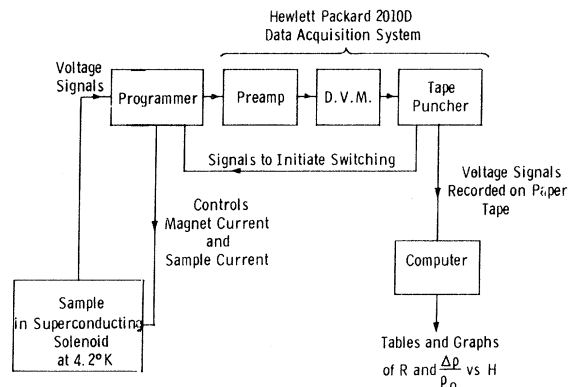 Hewlett Packard 2010D
Data Acquisition System
Voltage
Signals
Programmer
Preamp
D.V.M.
Tape
Puncher
Signals to Initiate Switching
Voltage Signals
Recorded on Paper
Tape
Controls
Magnet Current
and
Sample Current
Computer
Sample
in Superconducting
Solenoid
at 4.2°K
Tables and Graphs
of R and Δρ/ρ₀ vs H